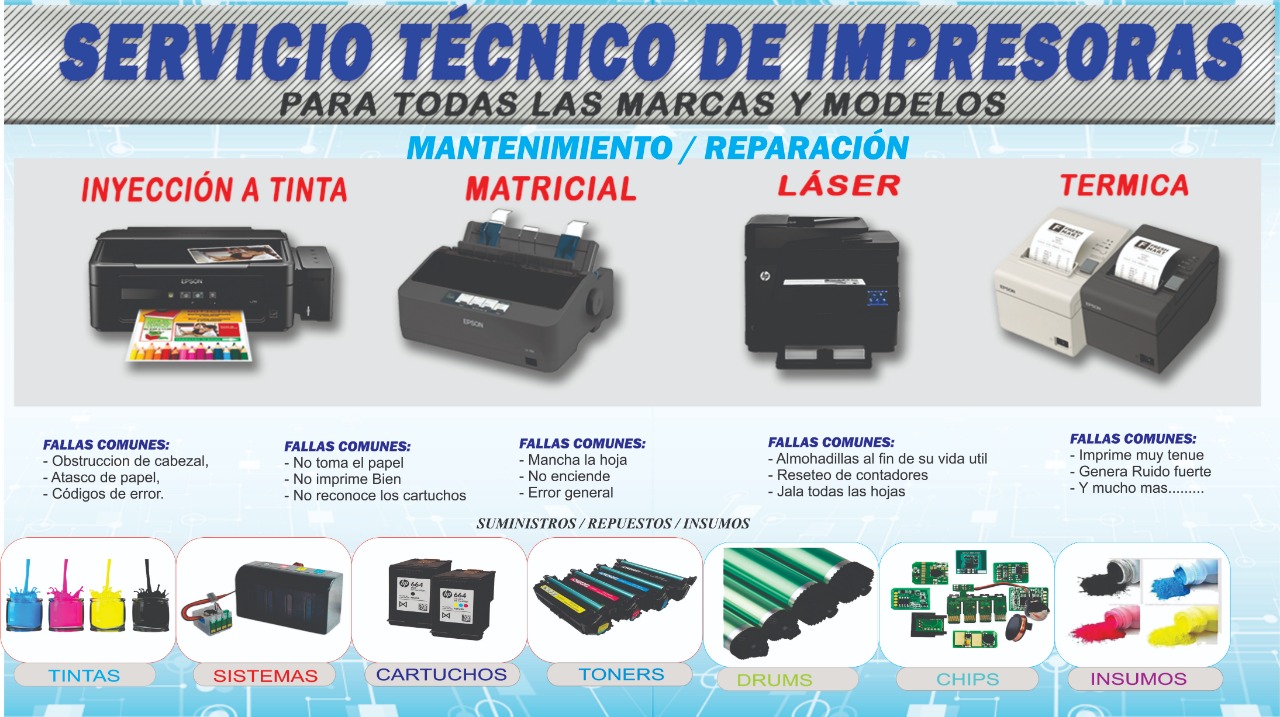 SERVICIO TÉCNICO DE IMPRESORAS
PARA TODAS LAS MARCAS Y MODELOS
MANTENIMIENTO / REPARACIÓN
INYECCIÓN A TINTA
MATRICIAL
LÁSER
TERMICA
EPSON
EPSON
hp
EPSON
EPSON
FALLAS COMUNES:
- Obstruccion de cabezal,
- Atasco de papel,
- Códigos de error.
FALLAS COMUNES:
- No toma el papel
- No imprime Bien
- No reconoce los cartuchos
FALLAS COMUNES:
- Mancha la hoja
- No enciende
- Error general
FALLAS COMUNES:
- Almohadillas al fin de su vida util
- Reseteo de contadores
- Jala todas las hojas
FALLAS COMUNES:
- Imprime muy tenue
- Genera Ruido fuerte
- Y mucho mas.........
SUMINISTROS / REPUESTOS / INSUMOS
hp
664
hp
664
TINTAS
SISTEMAS
CARTUCHOS
TONERS
DRUMS
CHIPS
INSUMOS